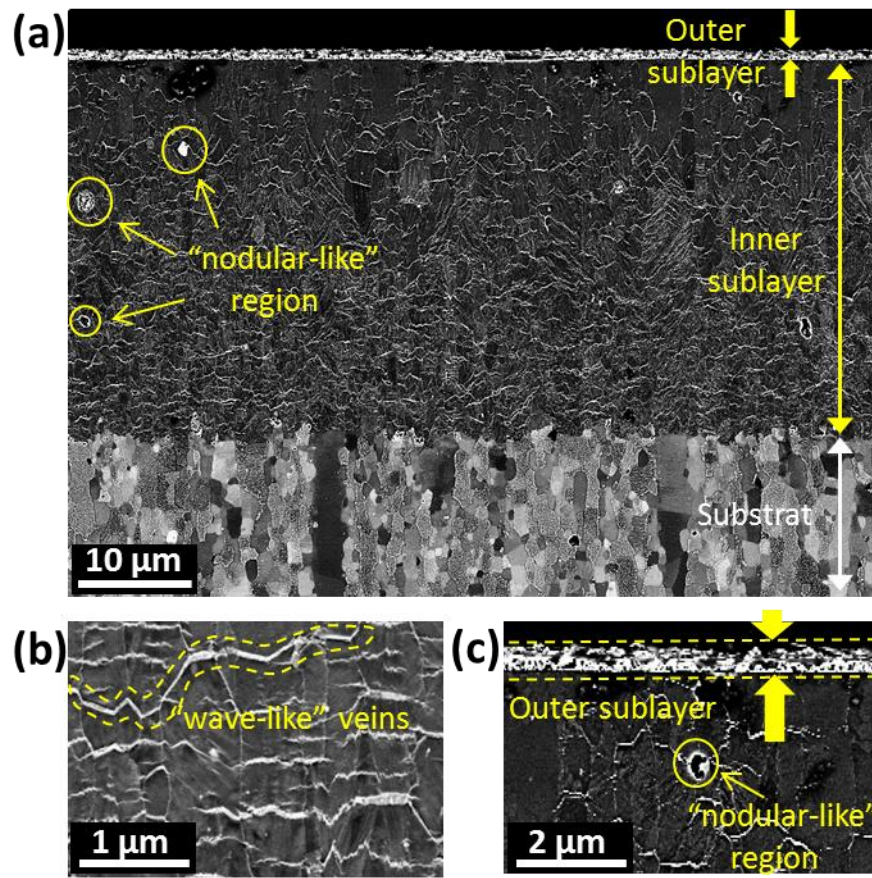 (a)
Outer
sublayer
"nodular-like"
region
Inner
sublayer
Substrat
10 µm
(b)
"wave-like" veins
1 µm
(c)
Outer sublayer
"nodular-like"
region
2 µm